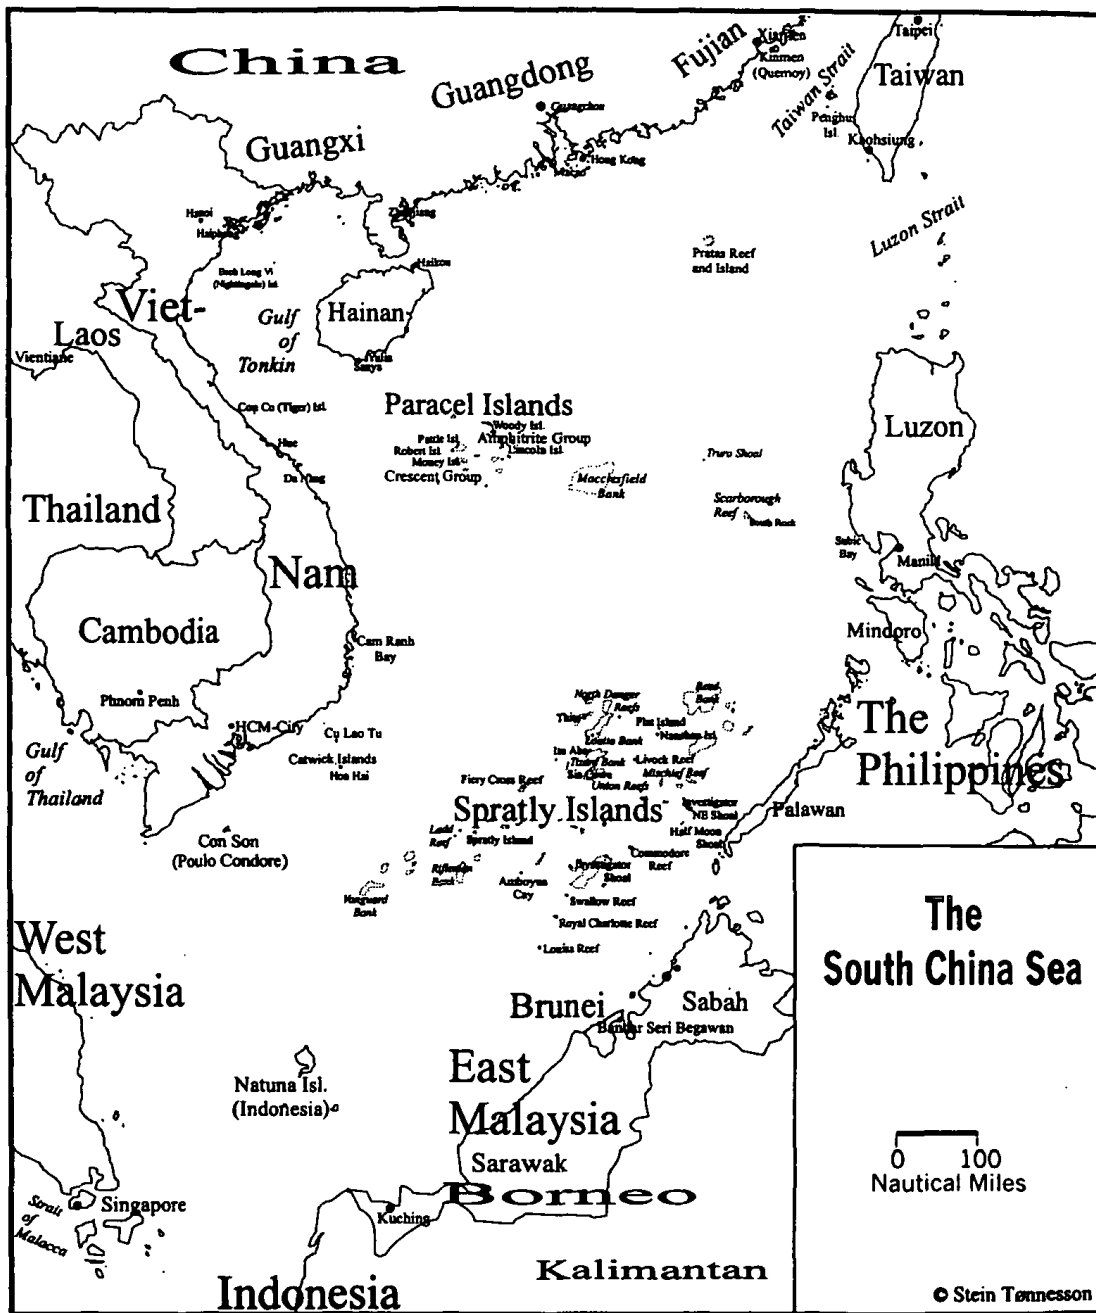 China
Guangdong
Fujian
Xiamen
Kinmen
(Quemoy)
Taiwan Strait
Taipei
Taiwan
Penghu
Isl.
Kaohsiung
Guangxi
Guangzhou
Hong Kong
Macao
Hanoi
Haiphong
Zhanjiang
Luzon Strait
Pratas Reef
and Island
Haikou
Bach Long Vi
(Nightingale) Isl.
Hainan
Viet-
Gulf
of
Tonkin
Laos
Vientiane
Yulin
Sanya
Paracel Islands
Con Co (Tiger) Isl.
Woody Isl.
Pattle Isl.
Amphitrite Group
Robert Isl.
Lincoln Isl.
Money Isl.
Crescent Group
Hue
Da Nang
Luzon
Truro Shoal
Macclesfield
Bank
Scarborough
Reef
South Rock
Thailand
Subic
Bay
Manila
Nam
Cambodia
Cam Ranh
Bay
Mindoro
Phnom Penh
North Danger
Reefs
Reed
Bank
Thitu
Flat Island
Nanshan Isl.
Loaita Bank
The
Philippines
HCM-City
Cu Lao Tu
Gulf
of
Thailand
Catwick Islands
Hon Hai
Itu Aba
Tizard Bank
Livock Reef
Sin Cowe
Mischief Reef
Fiery Cross Reef
Union Reefs
Spratly Islands
Investigator
NE Shoal
Palawan
Half Moon
Shoal
Con Son
(Poulo Condore)
Ladd
Reef
Spratly Island
Commodore
Reef
Rifleman
Bank
Investigator
Shoal
Amboyna
Cay
Vanguard
Bank
Swallow Reef
Royal Charlotte Reef
Louisa Reef
West
Malaysia
The
South China Sea
Brunei
Sabah
Bandar Seri Begawan
East
Malaysia
Natuna Isl.
(Indonesia)
Sarawak
0 100
Nautical Miles
Borneo
Strait
of
Malacca
Singapore
Kuching
Kalimantan
Indonesia
© Stein Tønnesson